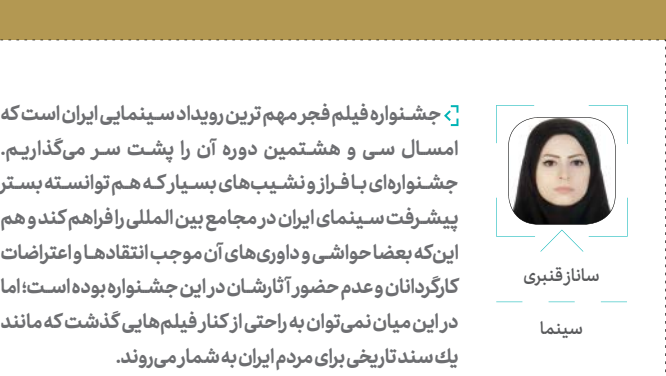 جشنواره فیلم فجر مهم ترین رویداد سینمایی ایران است که
امسال سی و هشتمین دوره آن را پشت سر می‌گذاریم.
جشنواره‌ای با فراز و نشیب‌های بسیار که هم توانسته بستر
پیشرفت سینمای ایران در مجامع بین المللی را فراهم کند و هم
این‌که بعضا حواشی و داوری‌های آن موجب انتقادها و اعتراضات
کارگردانان و عدم حضور آثارشان در این جشنواره بوده است؛ اما
در این میان نمی‌توان به راحتی از کنار فیلم‌هایی گذشت که مانند
یك سند تاریخی برای مردم ایران به شمار می‌روند.
ساناز قنبری
سینما